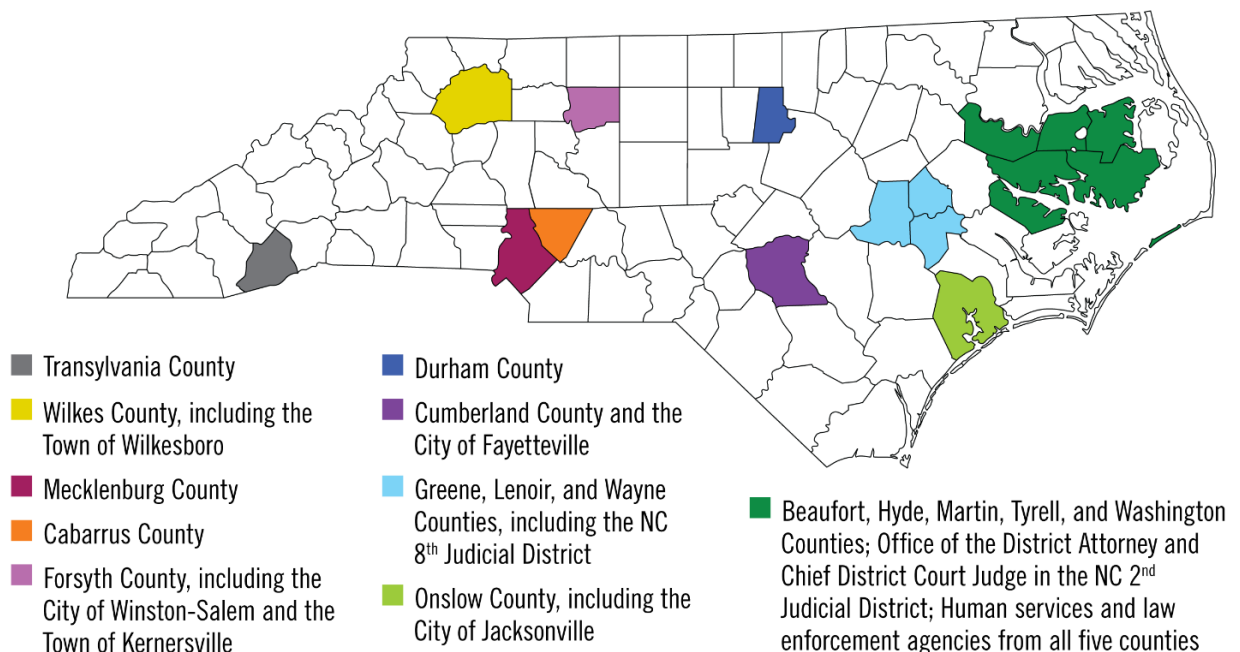 Transylvania County
Wilkes County, including the
Town of Wilkesboro
Mecklenburg County
Cabarrus County
Forsyth County, including the
City of Winston-Salem and the
Town of Kernersville
Durham County
Cumberland County and the
City of Fayetteville
Greene, Lenoir, and Wayne
Counties, including the NC
8th Judicial District
Onslow County, including the
City of Jacksonville
Beaufort, Hyde, Martin, Tyrell, and Washington
Counties; Office of the District Attorney and
Chief District Court Judge in the NC 2nd
Judicial District; Human services and law
enforcement agencies from all five counties